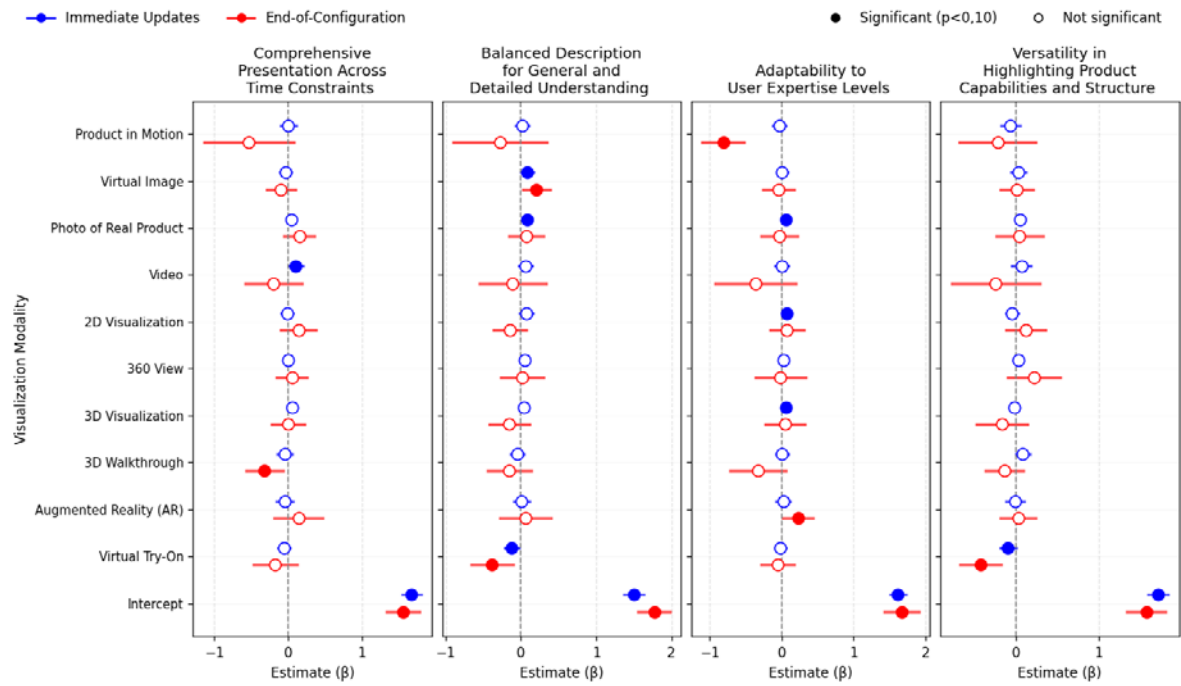 Immediate Updates
End-of-Configuration
Significant (p<0,10)
Not significant
Comprehensive
Presentation Across
Time Constraints
Balanced Description
for General and
Detailed Understanding
Adaptability to
User Expertise Levels
Versatility in
Highlighting Product
Capabilities and Structure
Visualization Modality
Product in Motion
Virtual Image
Photo of Real Product
Video
2D Visualization
360 View
3D Visualization
3D Walkthrough
Augmented Reality (AR)
Virtual Try-On
Intercept
−1 0 1
−1 0 1 2
−1 0 1 2
0 1
Estimate (β)
Estimate (β)
Estimate (β)
Estimate (β)